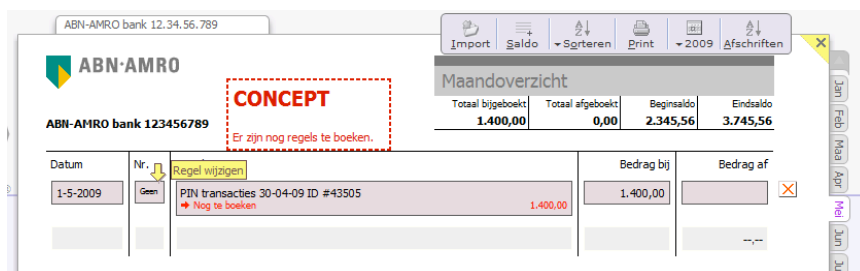 ABN-AMRO bank 12.34.56.789
Import Saldo Sorteren Print 2009 Afschriften
ABN·AMRO
Maandoverzicht
CONCEPT
Er zijn nog regels te boeken.
Totaal bijgeboekt Totaal afgeboekt Beginsaldo Eindsaldo
1.400,00 0,00 2.345,56 3.745,56
ABN-AMRO bank 123456789
Datum Nr. Regel wijzigen Bedrag bij Bedrag af
1-5-2009 Geen PIN transacties 30-04-09 ID #43505 1.400,00
Nog te boeken 1.400,00
--,--
Jan
Feb
Maa
Apr
Mei
Jun